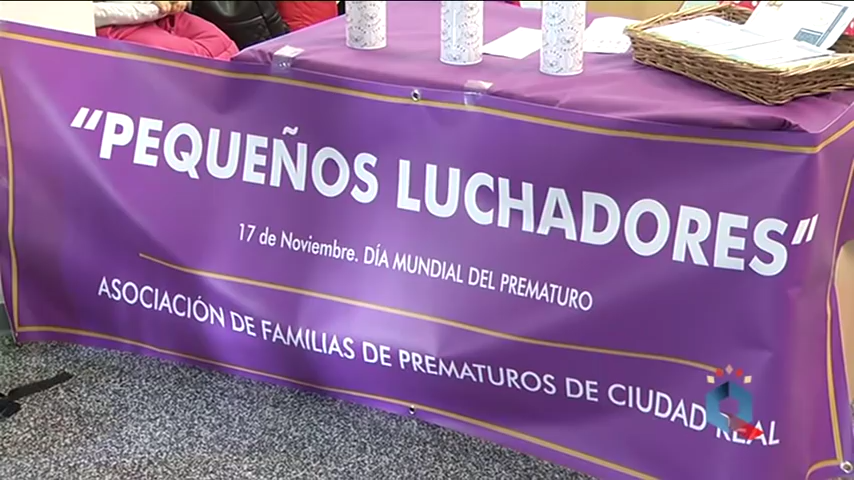 "PEQUEÑOS LUCHADORES"
17 de Noviembre. DÍA MUNDIAL DEL PREMATURO
ASOCIACIÓN DE FAMILIAS DE PREMATUROS DE CIUDAD REAL